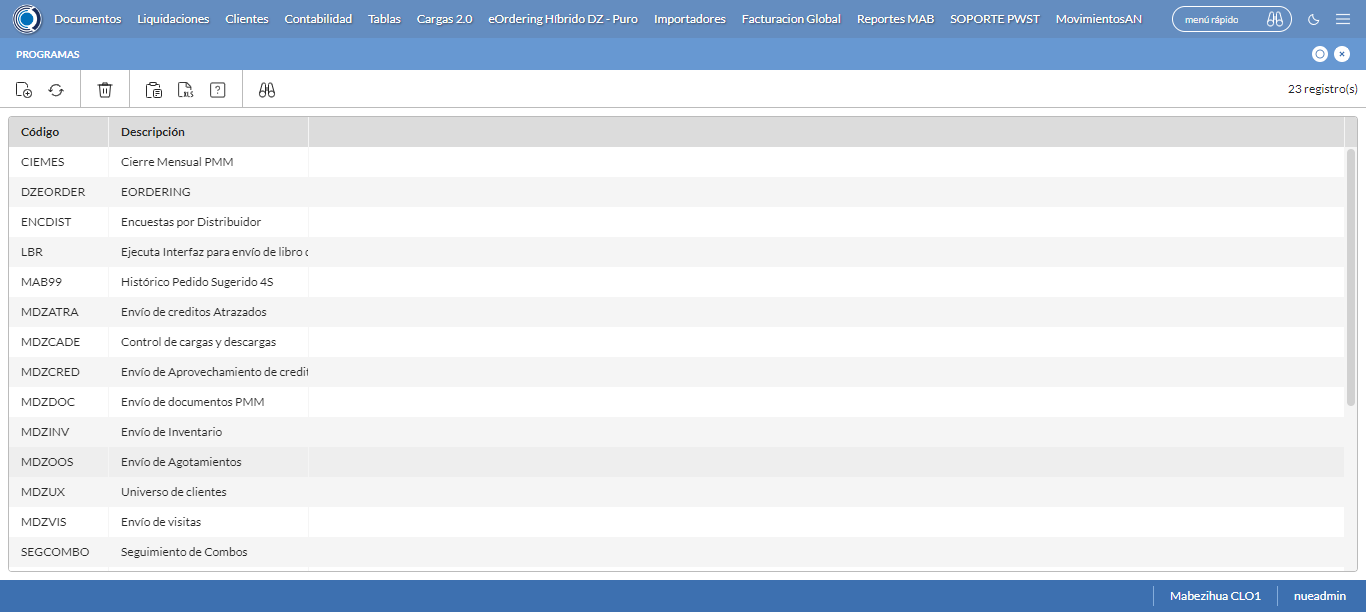 Documentos Liquidaciones Clientes Contabilidad Tablas Cargas 2.0 eOrdering Híbrido DZ - Puro Importadores Facturacion Global Reportes MAB SOPORTE PWST MovimientosAN menú rápido
PROGRAMAS
XLS ? 23 registro(s)
Código Descripción
CIEMES Cierre Mensual PMM
DZEORDER EORDERING
ENCDIST Encuestas por Distribuidor
LBR Ejecuta Interfaz para envío de libro
MAB99 Histórico Pedido Sugerido 4S
MDZATRA Envío de creditos Atrazados
MDZCADE Control de cargas y descargas
MDZCRED Envío de Aprovechamiento de credit
MDZDOC Envío de documentos PMM
MDZINV Envío de Inventario
MDZOOS Envío de Agotamientos
MDZUX Universo de clientes
MDZVIS Envío de visitas
SEGCOMBO Seguimiento de Combos
Mabezihua CLO1 nueadmin